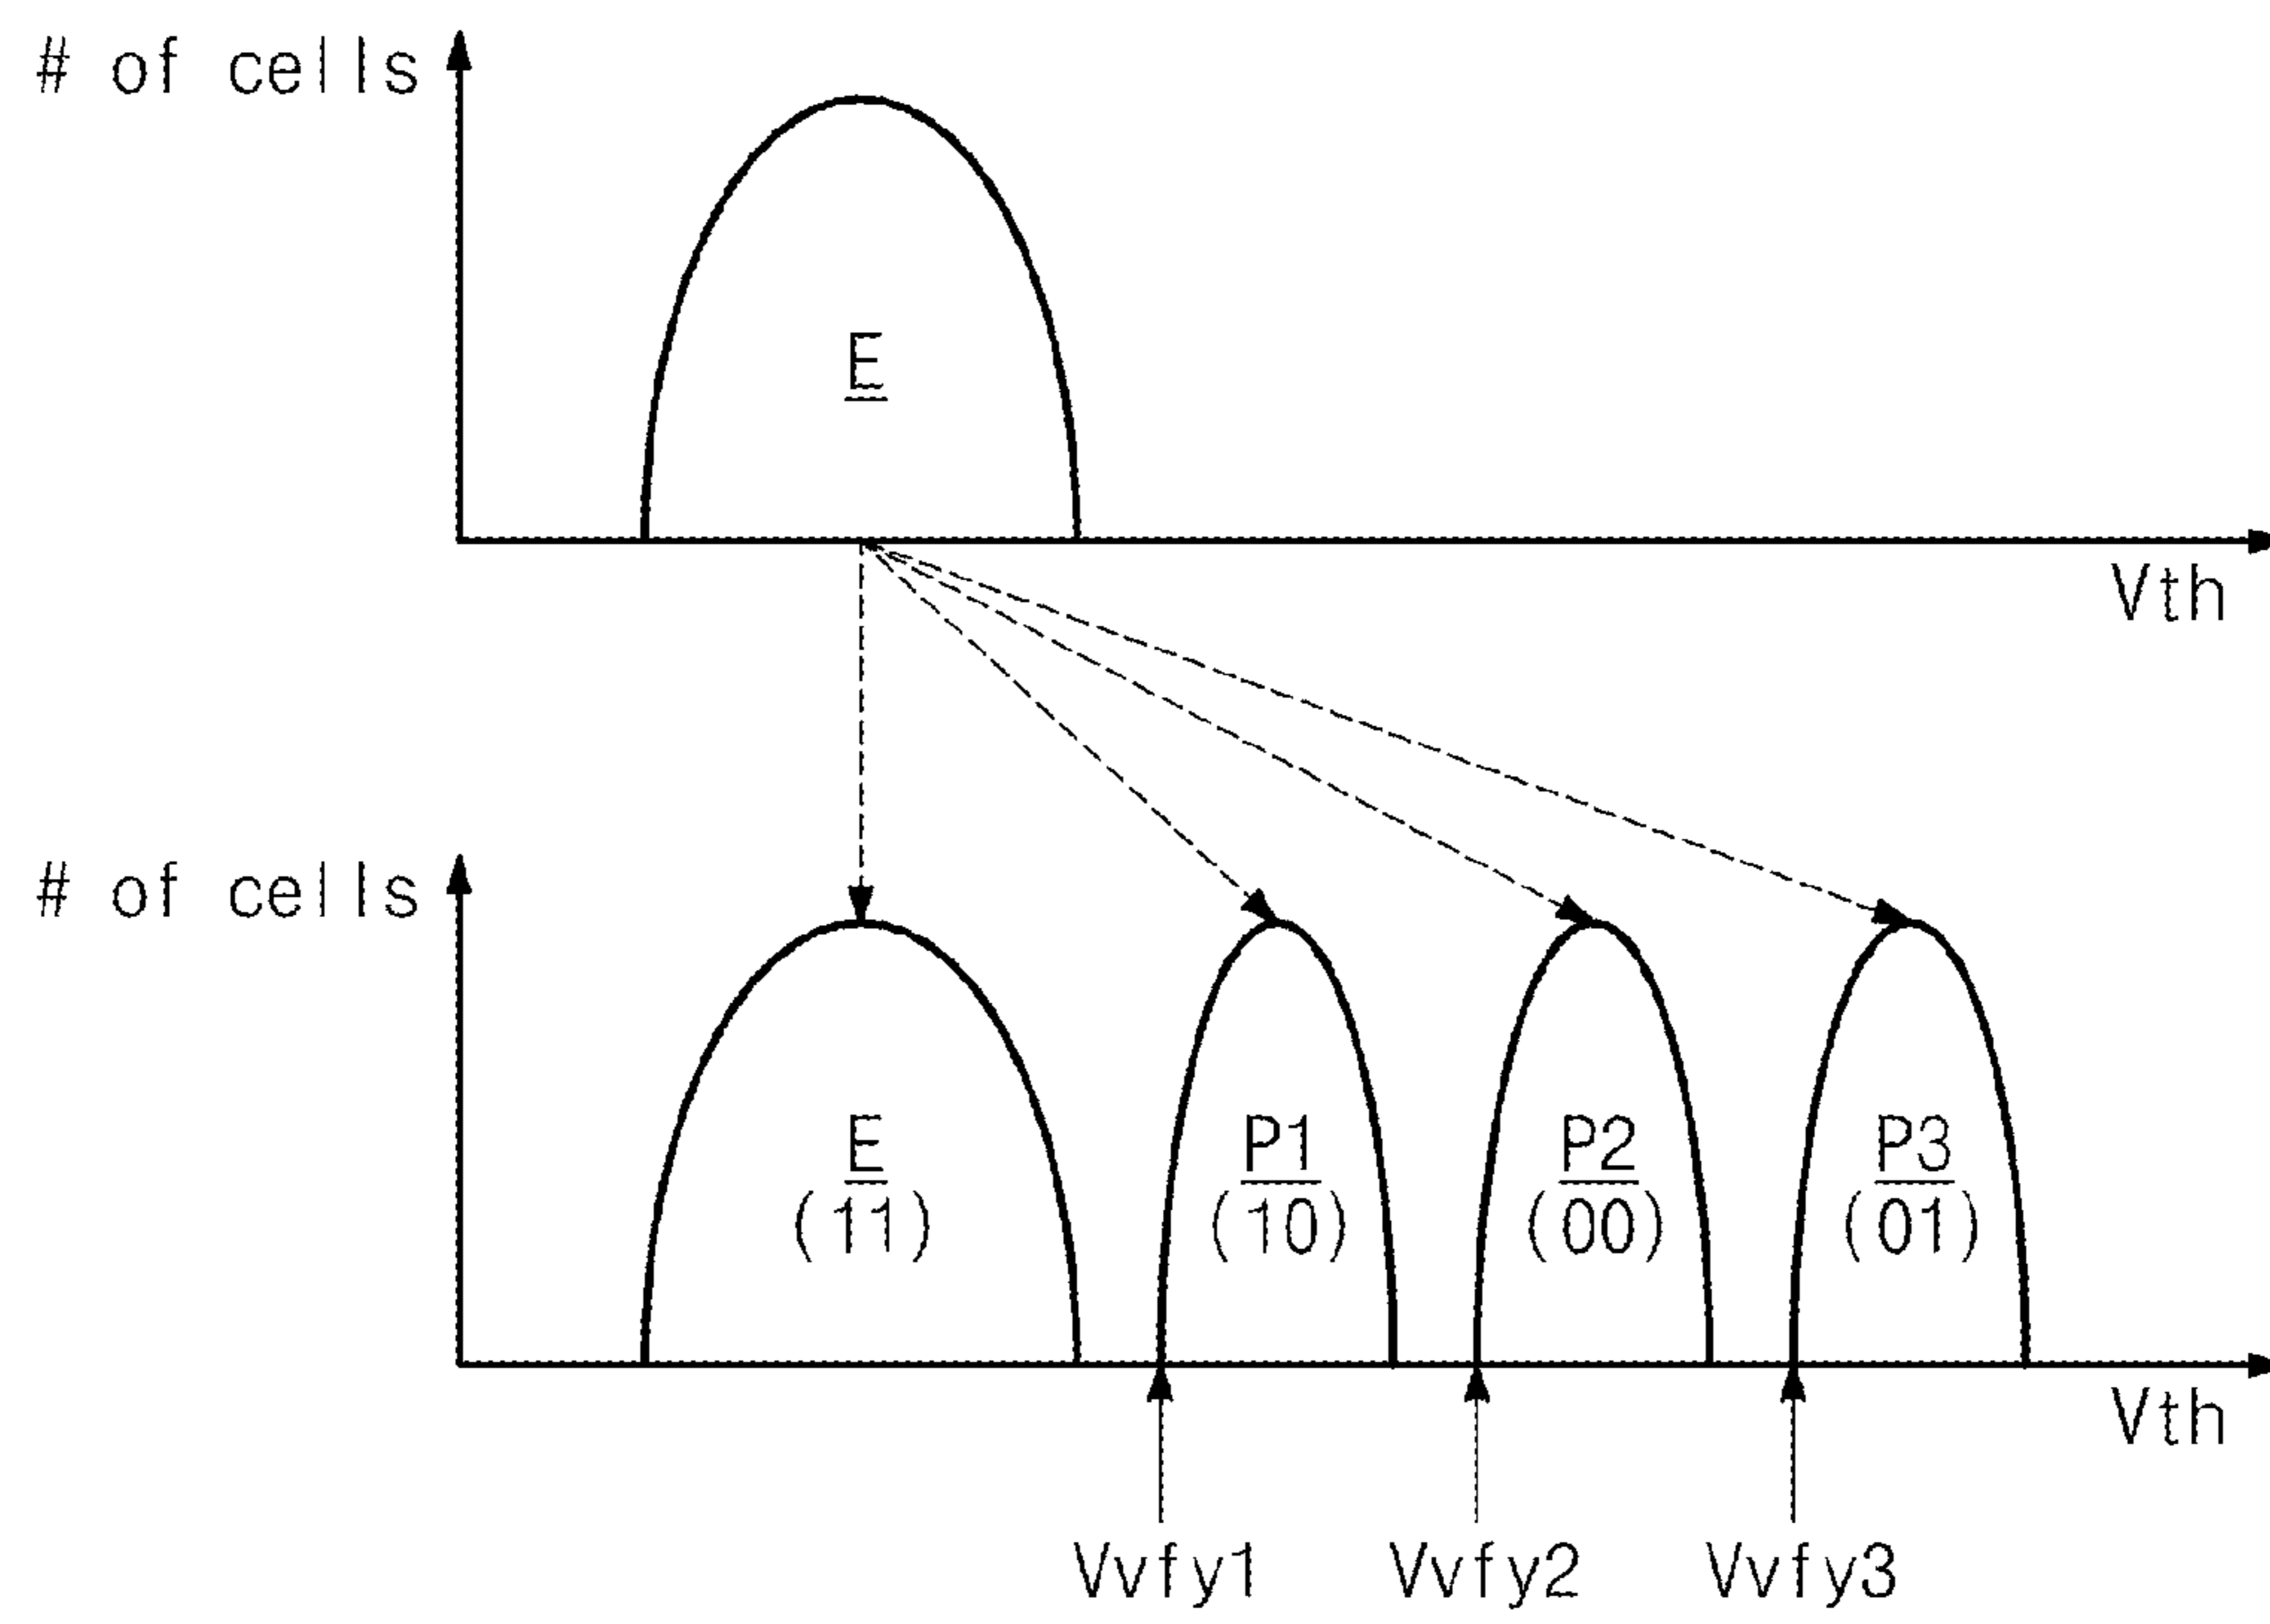 # of cells
E
Vth
# of cells
E P1 P2 P3
(11) (10) (00) (01)
Vth
Vvfy1 Vvfy2 Vvfy3